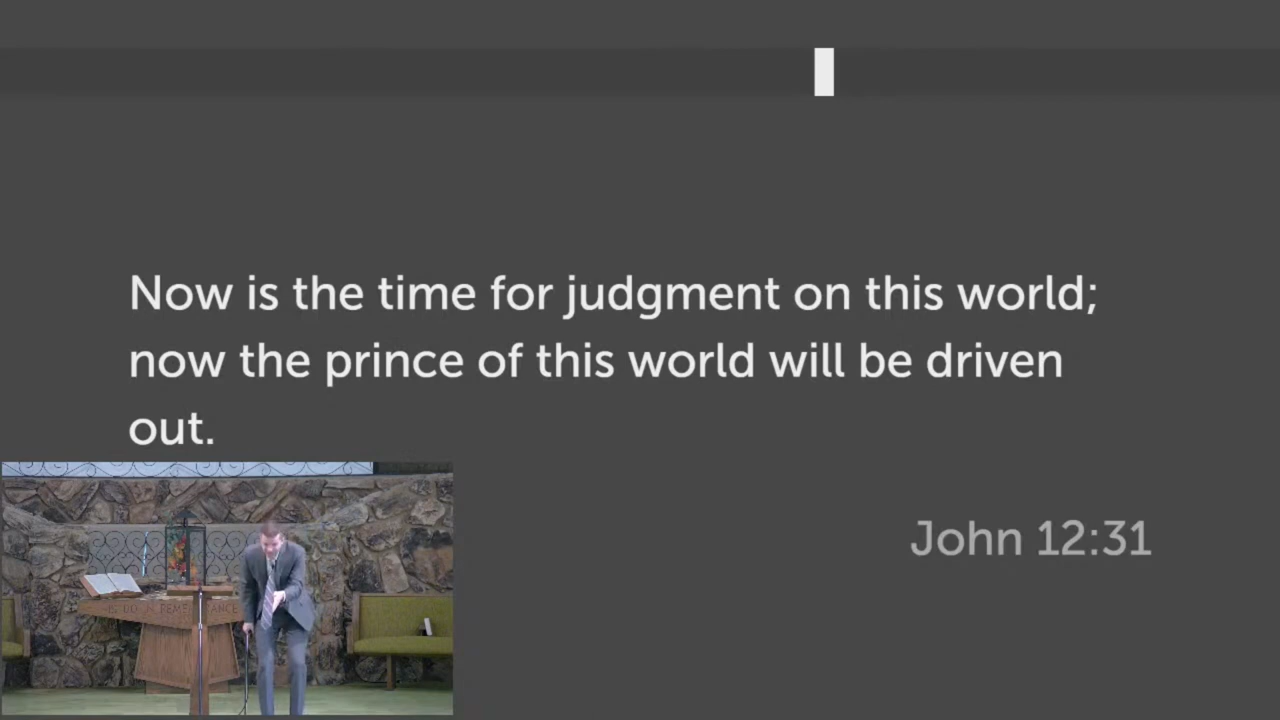 Now is the time for judgment on this world;
now the prince of this world will be driven
out.
John 12:31